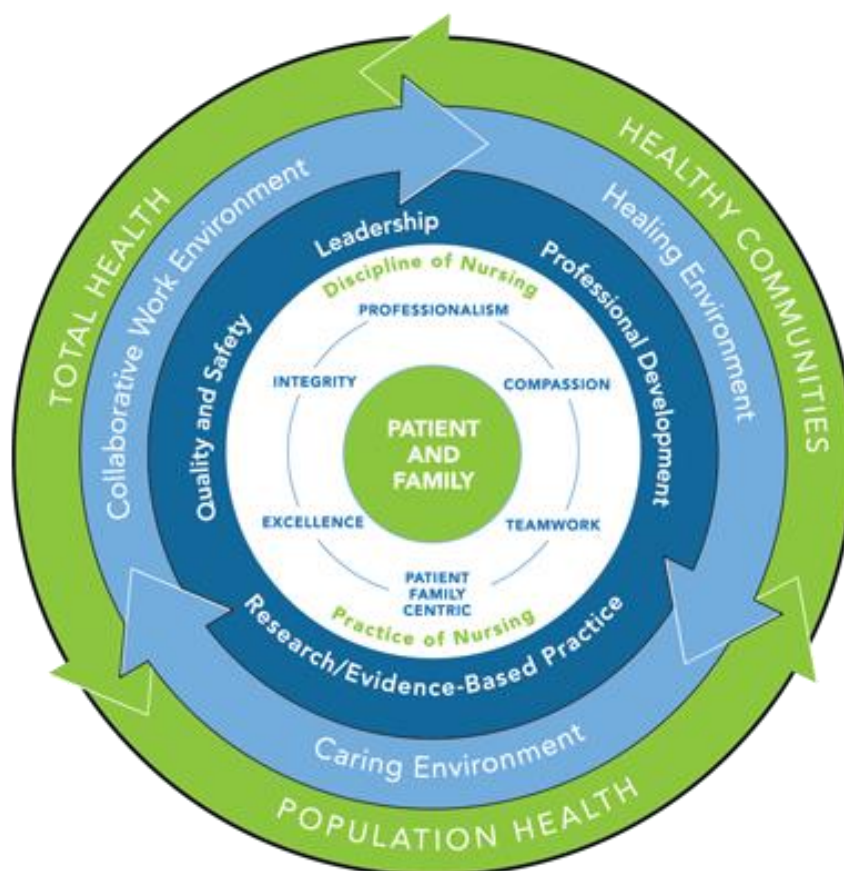 HEALTHY COMMUNITIES
TOTAL HEALTH
POPULATION HEALTH
Collaborative Work Environment
Healing Environment
Caring Environment
Leadership
Professional Development
Quality and Safety
Research/Evidence-Based Practice
Discipline of Nursing
PROFESSIONALISM
INTEGRITY
COMPASSION
PATIENT
AND
FAMILY
EXCELLENCE
TEAMWORK
PATIENT
FAMILY
CENTRIC
Practice of Nursing